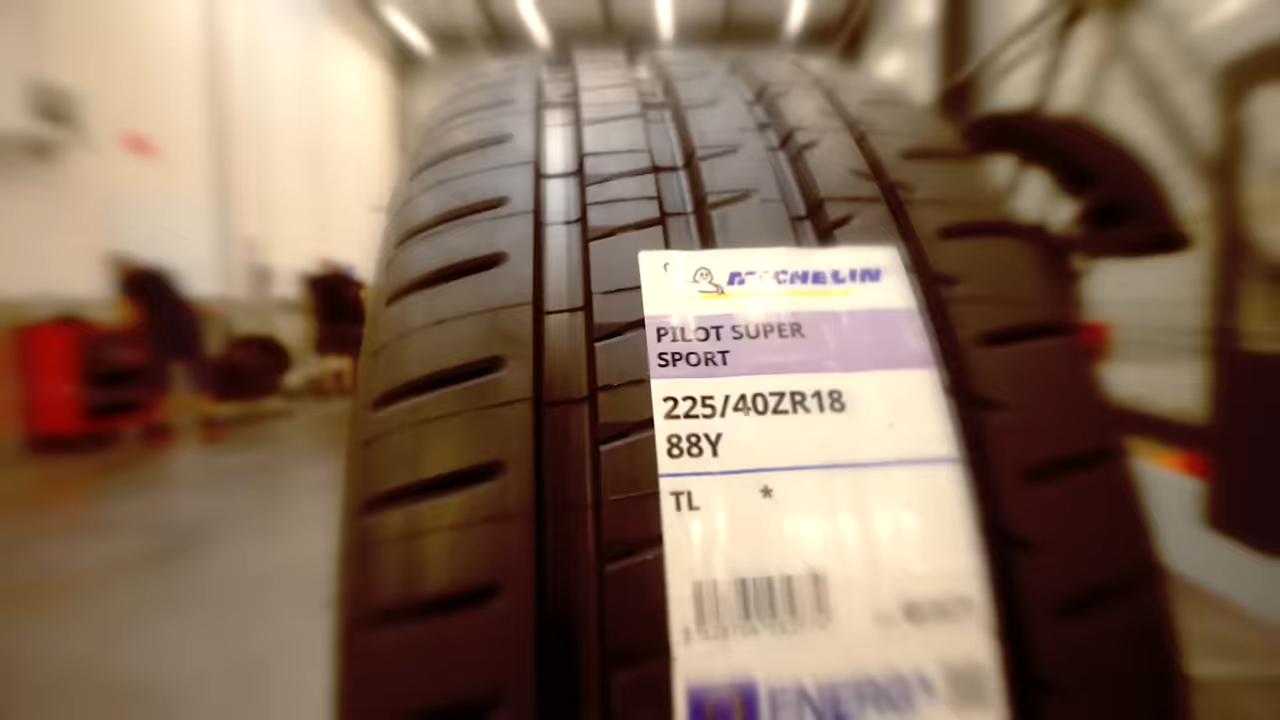 MICHELIN
PILOT SUPER
SPORT
225/40ZR18
88Y
TL *